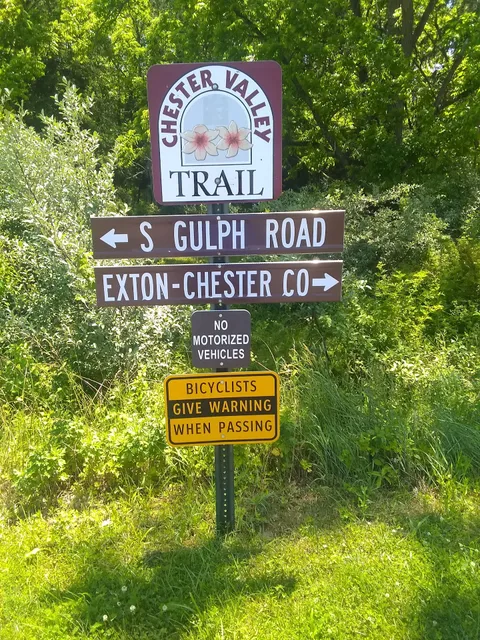 CHESTER VALLEY
TRAIL
← S GULPH ROAD
EXTON-CHESTER CO→
NO
MOTORIZED
VEHICLES
BICYCLISTS
GIVE WARNING
WHEN PASSING